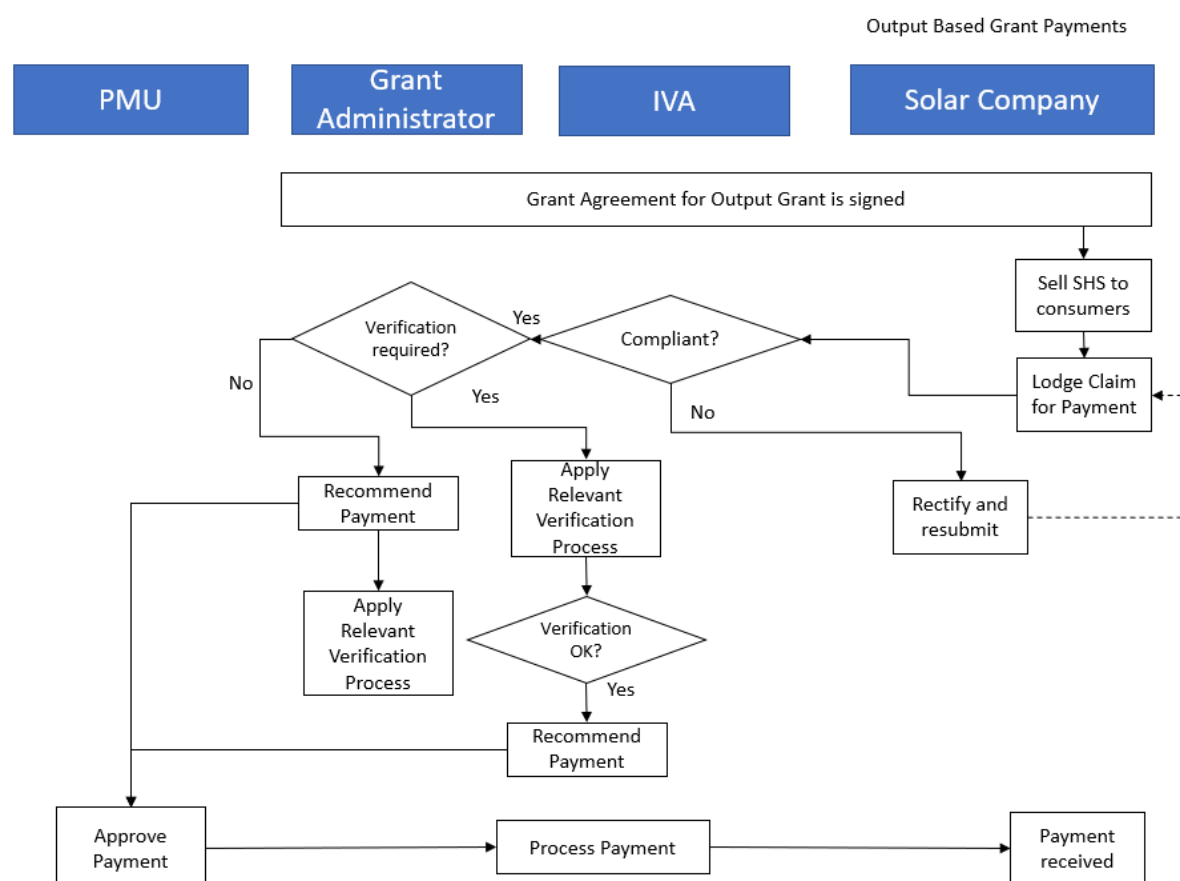 Output Based Grant Payments
PMU
Grant
Administrator
IVA
Solar Company
Grant Agreement for Output Grant is signed
Sell SHS to
consumers
Verification
required?
Yes
Compliant?
Lodge Claim
for Payment
No
Yes
No
Recommend
Payment
Apply
Relevant
Verification
Process
Rectify and
resubmit
Apply
Relevant
Verification
Process
Verification
OK?
Yes
Recommend
Payment
Approve
Payment
Process Payment
Payment
received